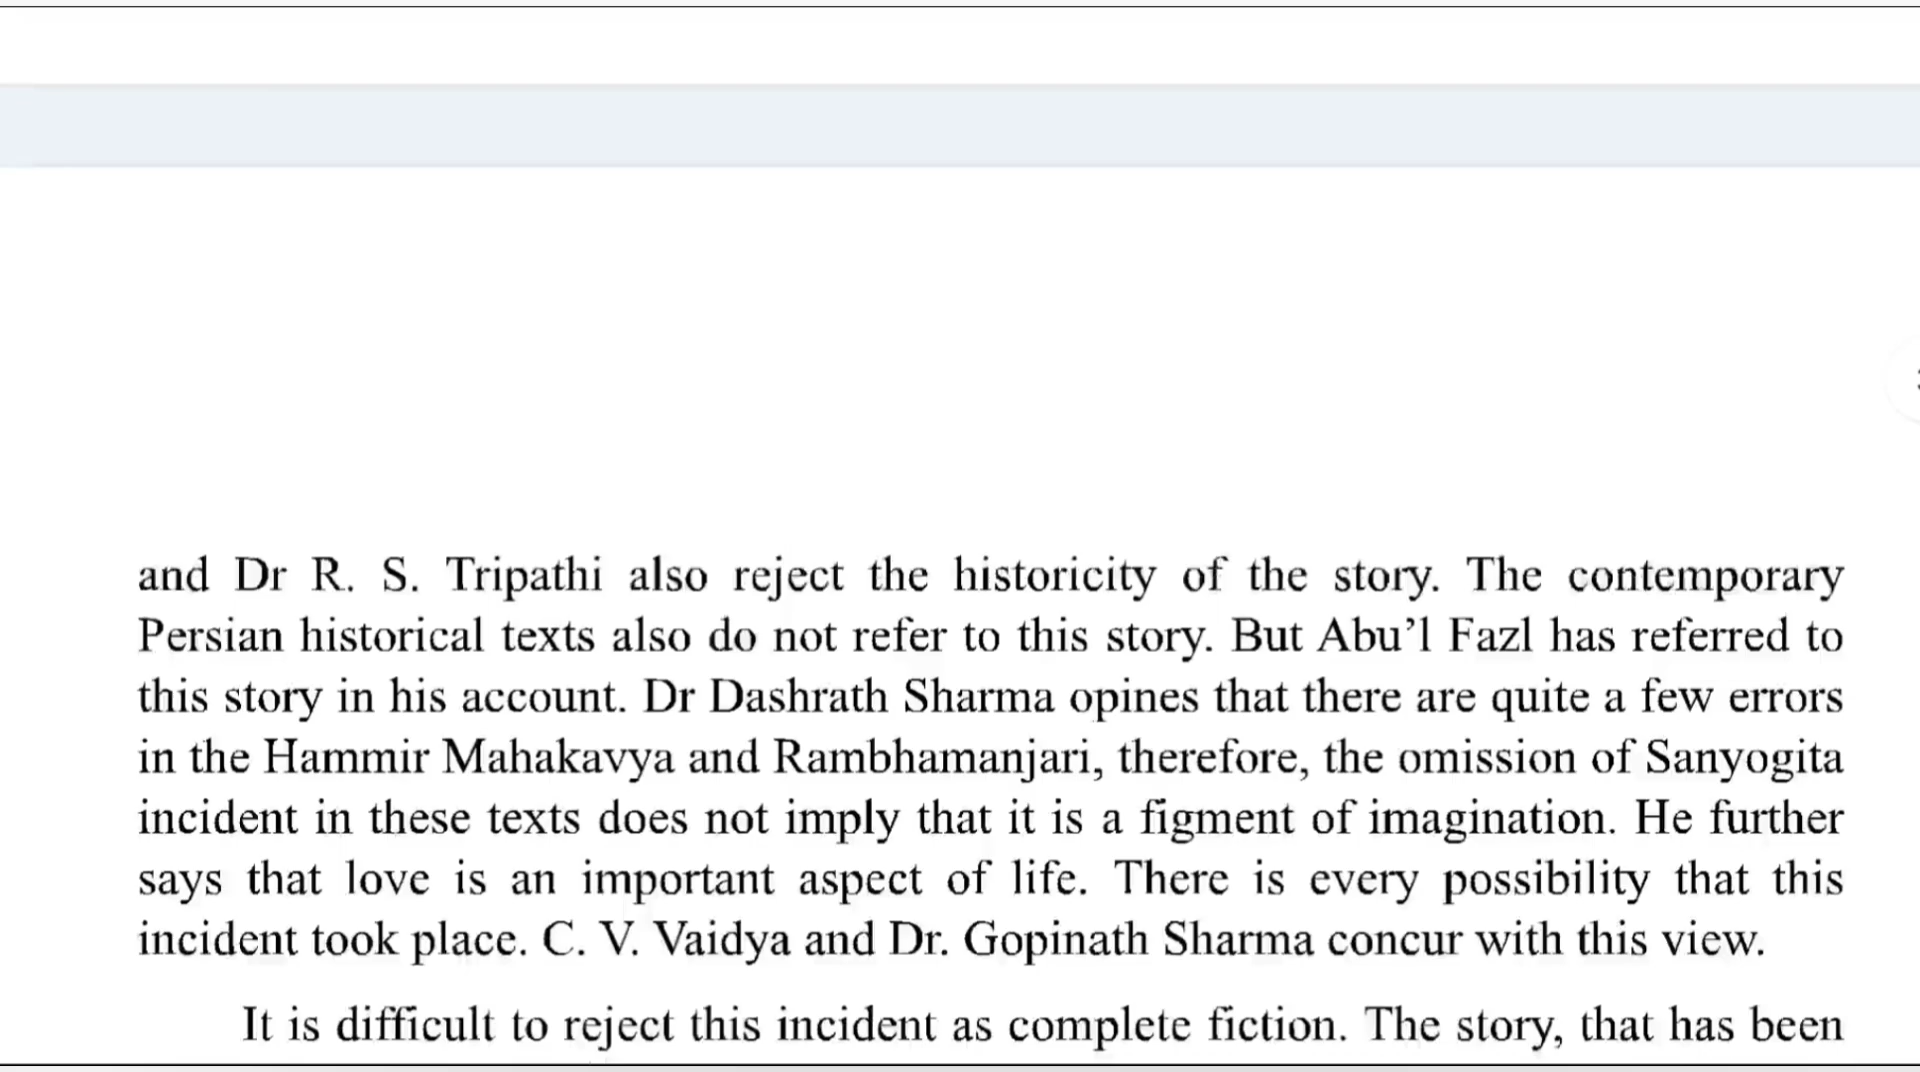 and Dr R. S. Tripathi also reject the historicity of the story. The contemporary
Persian historical texts also do not refer to this story. But Abu’l Fazl has referred to
this story in his account. Dr Dashrath Sharma opines that there are quite a few errors
in the Hammir Mahakavya and Rambhamanjari, therefore, the omission of Sanyogita
incident in these texts does not imply that it is a figment of imagination. He further
says that love is an important aspect of life. There is every possibility that this
incident took place. C. V. Vaidya and Dr. Gopinath Sharma concur with this view.
It is difficult to reject this incident as complete fiction. The story, that has been